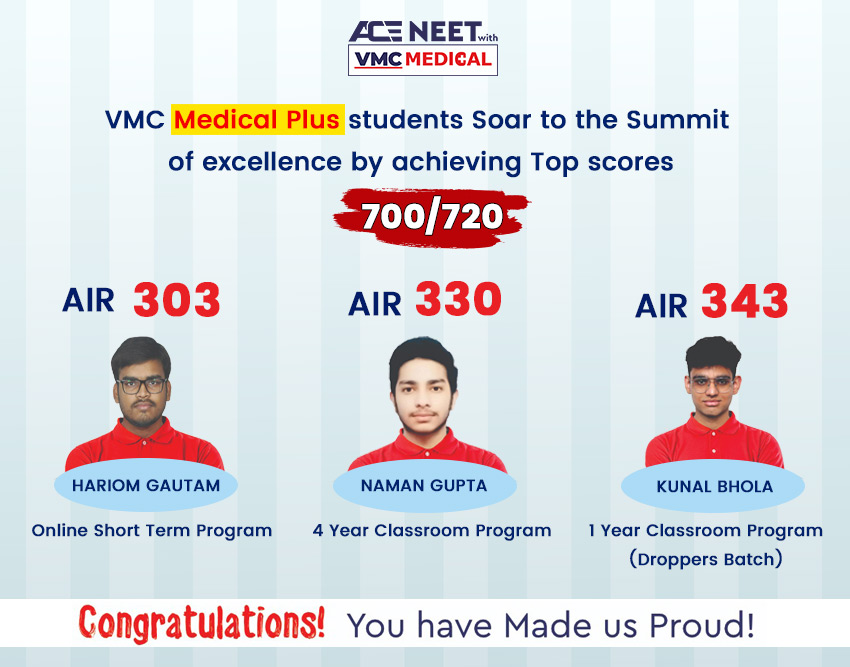 ACE NEET with
VMC MEDICAL
VMC Medical Plus students Soar to the Summit
of excellence by achieving Top scores
700/720
AIR 303
AIR 330
AIR 343
HARIOM GAUTAM
NAMAN GUPTA
KUNAL BHOLA
Online Short Term Program
4 Year Classroom Program
1 Year Classroom Program
(Droppers Batch)
Congratulations! You have Made us Proud!